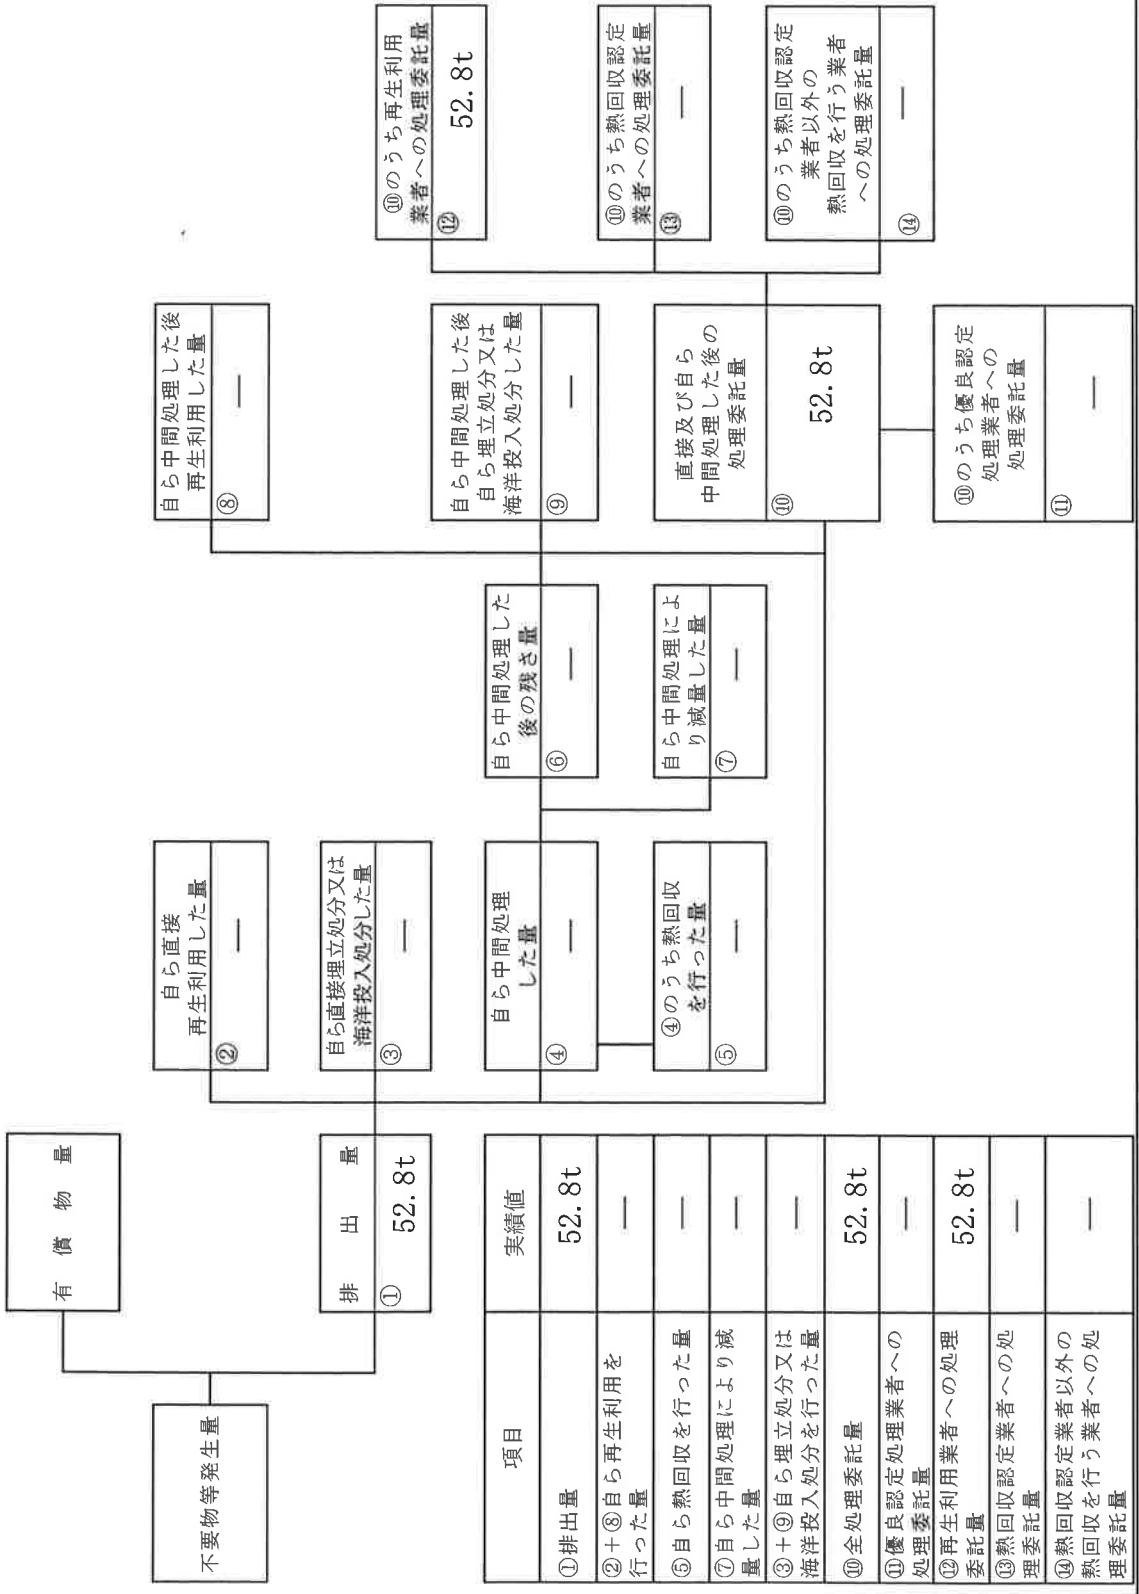 不要物等発生量
有償物量
排出量
①
52.8t
自ら直接
再生利用した量
②
—
自ら直接埋立処分又は
海洋投入処分した量
③
—
自ら中間処理
した量
④
—
④のうち熱回収
を行った量
⑤
—
自ら中間処理した
後の残さ量
⑥
—
自ら中間処理によ
り減量した量
⑦
—
自ら中間処理した後
再生利用した量
⑧
—
自ら中間処理した後
自ら埋立処分又は
海洋投入処分した量
⑨
—
直接及び自ら
中間処理した後の
処理委託量
⑩
52.8t
⑩のうち優良認定
処理業者への
処理委託量
⑪
—
⑩のうち再生利用
業者への処理委託量
⑫
52.8t
⑩のうち熱回収認定
業者への処理委託量
⑬
—
⑩のうち熱回収認定
業者以外の
熱回収を行う業者
への処理委託量
⑭
—
項目 実績値
①排出量 52.8t
②+⑧自ら再生利用を
行った量 —
⑤自ら熱回収を行った量 —
⑦自ら中間処理により減
量した量 —
③+⑨自ら埋立処分又は
海洋投入処分を行った量 —
⑩全処理委託量 52.8t
⑪優良認定処理業者への
処理委託量 —
⑫再生利用業者への処理
委託量 52.8t
⑬熱回収認定業者への処
理委託量 —
⑭熱回収認定業者以外の
熱回収を行う業者への処
理委託量 —